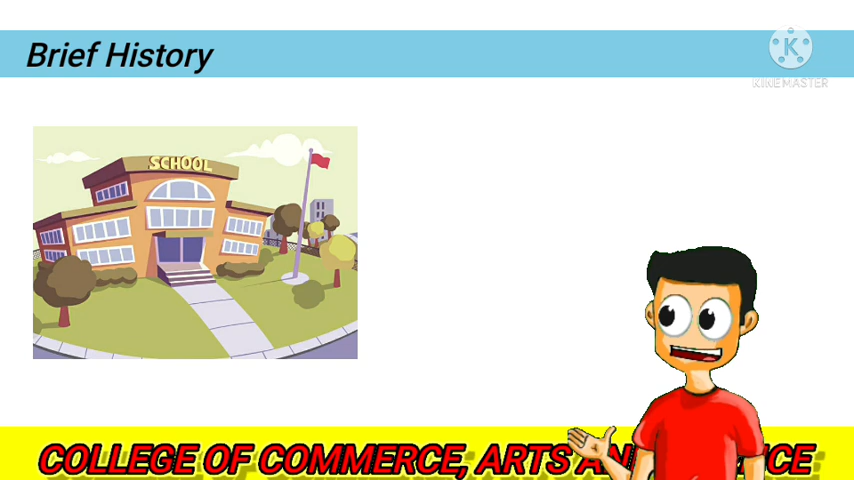 Brief History
K
KINEMASTER
SCHOOL
COLLEGE OF COMMERCE, ARTS